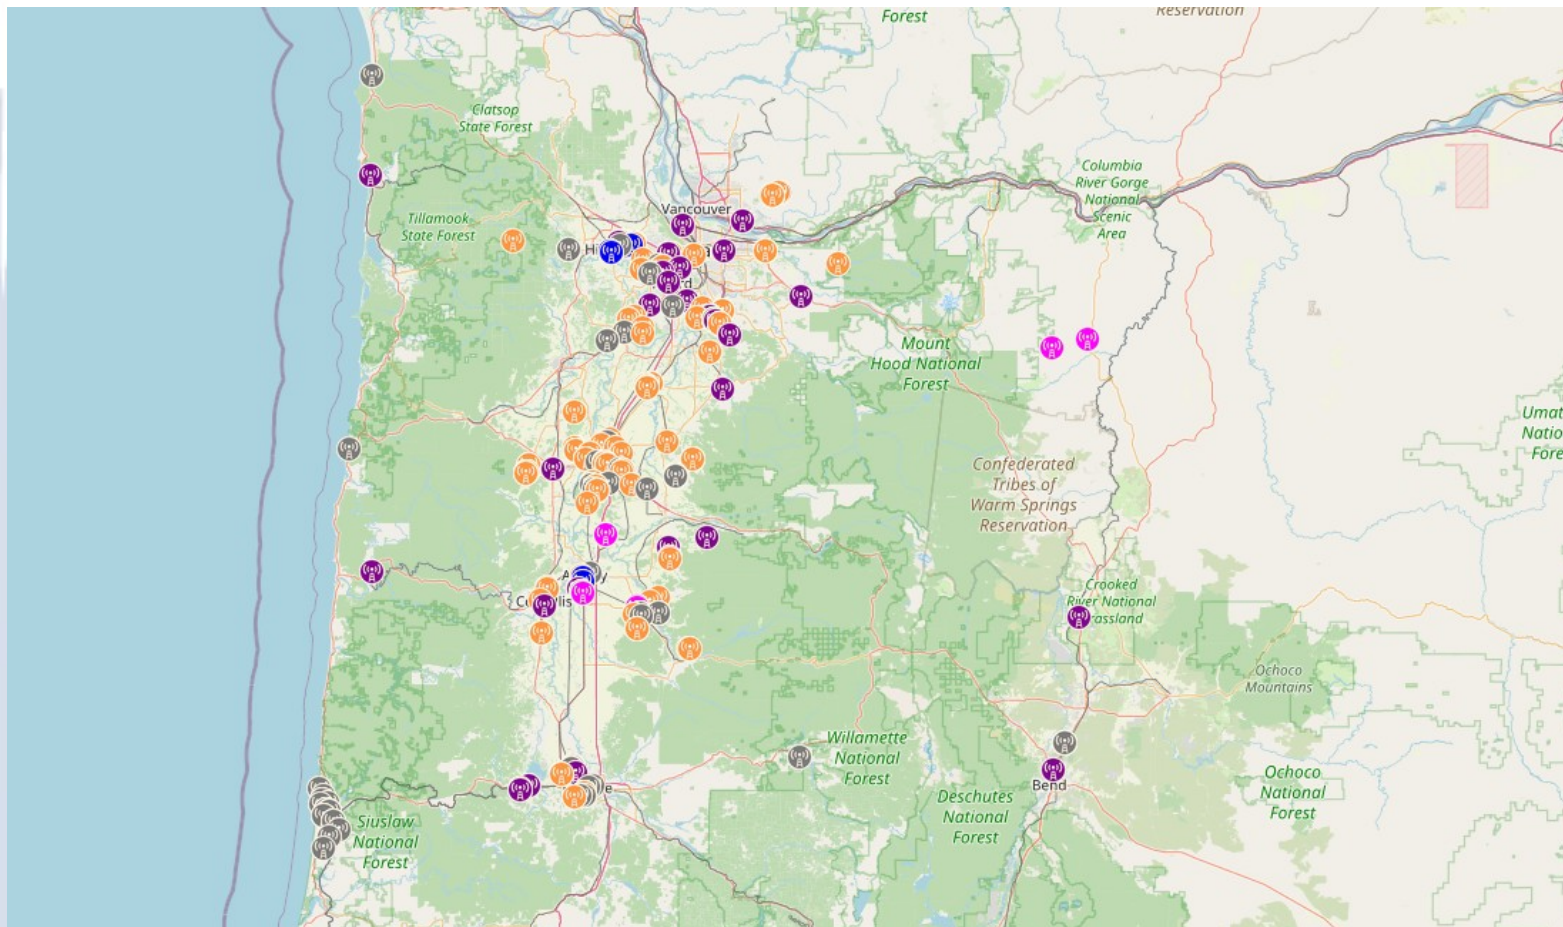 Forest
Reservation
Clatsop
State Forest
Columbia
River Gorge
National
Scenic
Area
Vancouver
Tillamook
State Forest
Mount
Hood National
Forest
Confederated
Tribes of
Warm Springs
Reservation
Crooked
River National
Ochoco
Mountains
Willamette
National
Forest
Bend
Deschutes
National
Forest
Ochoco
National
Forest
Siuslaw
National
Forest